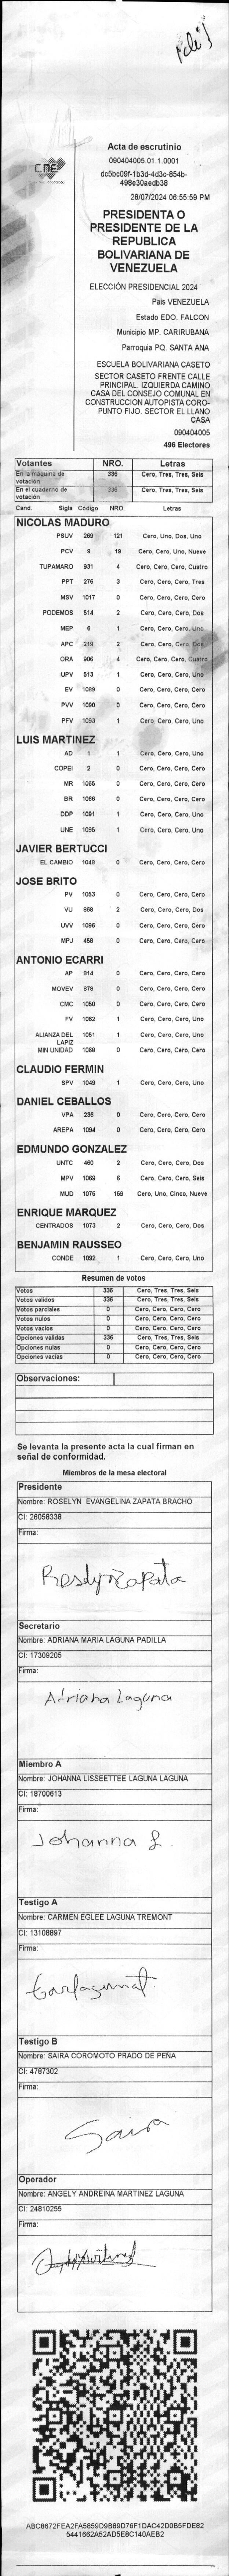 CNE
Acta de escrutinio
090404005.01.1.0001
dc5bc09f-1b3d-4d3c-854b-
498e30aedb38
28/07/2024 06:55:59 PM
PRESIDENTA O
PRESIDENTE DE LA
REPUBLICA
BOLIVARIANA DE
VENEZUELA
ELECCIÓN PRESIDENCIAL 2024
País VENEZUELA
Estado EDO. FALCON
Municipio MP. CARIRUBANA
Parroquia PQ. SANTA ANA
ESCUELA BOLIVARIANA CASETO
SECTOR CASETO FRENTE CALLE
PRINCIPAL. IZQUIERDA CAMINO
CASA DEL CONSEJO COMUNAL EN
CONSTRUCCION AUTOPISTA CORO-
PUNTO FIJO. SECTOR EL LLANO
CASA
090404005
496 Electores
Votantes NRO. Letras
En la máquina de votación 336 Cero, Tres, Tres, Seis
En el cuaderno de votación 336 Cero, Tres, Tres, Seis
Cand. Sigla Código NRO. Letras
NICOLAS MADURO
PSUV 269 121 Cero, Uno, Dos, Uno
PCV 9 19 Cero, Cero, Uno, Nueve
TUPAMARO 931 4 Cero, Cero, Cero, Cuatro
PPT 276 3 Cero, Cero, Cero, Tres
MSV 1017 0 Cero, Cero, Cero, Cero
PODEMOS 514 2 Cero, Cero, Cero, Dos
MEP 6 1 Cero, Cero, Cero, Uno
APC 219 2 Cero, Cero, Cero, Dos
ORA 906 4 Cero, Cero, Cero, Cuatro
UPV 513 1 Cero, Cero, Cero, Uno
EV 1089 0 Cero, Cero, Cero, Cero
PVV 1090 0 Cero, Cero, Cero, Cero
PFV 1093 1 Cero, Cero, Cero, Uno
LUIS MARTINEZ
AD 1 1 Cero, Cero, Cero, Uno
COPEI 2 0 Cero, Cero, Cero, Cero
MR 1065 0 Cero, Cero, Cero, Cero
BR 1066 0 Cero, Cero, Cero, Cero
DDP 1091 1 Cero, Cero, Cero, Uno
UNE 1095 1 Cero, Cero, Cero, Uno
JAVIER BERTUCCI
EL CAMBIO 1048 0 Cero, Cero, Cero, Cero
JOSE BRITO
PV 1053 0 Cero, Cero, Cero, Cero
VU 868 2 Cero, Cero, Cero, Dos
UVV 1096 0 Cero, Cero, Cero, Cero
MPJ 458 0 Cero, Cero, Cero, Cero
ANTONIO ECARRI
AP 814 0 Cero, Cero, Cero, Cero
MOVEV 878 0 Cero, Cero, Cero, Cero
CMC 1050 0 Cero, Cero, Cero, Cero
FV 1062 1 Cero, Cero, Cero, Uno
ALIANZA DEL LAPIZ 1051 1 Cero, Cero, Cero, Uno
MIN UNIDAD 1068 0 Cero, Cero, Cero, Cero
CLAUDIO FERMIN
SPV 1049 1 Cero, Cero, Cero, Uno
DANIEL CEBALLOS
VPA 236 0 Cero, Cero, Cero, Cero
AREPA 1094 0 Cero, Cero, Cero, Cero
EDMUNDO GONZALEZ
UNTC 460 2 Cero, Cero, Cero, Dos
MPV 1069 6 Cero, Cero, Cero, Seis
MUD 1075 159 Cero, Uno, Cinco, Nueve
ENRIQUE MARQUEZ
CENTRADOS 1073 2 Cero, Cero, Cero, Dos
BENJAMIN RAUSSEO
CONDE 1092 1 Cero, Cero, Cero, Uno
Resumen de votos
Votos 336 Cero, Tres, Tres, Seis
Votos validos 336 Cero, Tres, Tres, Seis
Votos parciales 0 Cero, Cero, Cero, Cero
Votos nulos 0 Cero, Cero, Cero, Cero
Votos vacios 0 Cero, Cero, Cero, Cero
Opciones validas 336 Cero, Tres, Tres, Seis
Opciones nulas 0 Cero, Cero, Cero, Cero
Opciones vacias 0 Cero, Cero, Cero, Cero
Observaciones:
Se levanta la presente acta la cual firman en
señal de conformidad.
Miembros de la mesa electoral
Presidente
Nombre: ROSELYN EVANGELINA ZAPATA BRACHO
CI: 26058338
Firma:
Roselyn Zapata
Secretario
Nombre: ADRIANA MARIA LAGUNA PADILLA
CI: 17309205
Firma:
Adriana Laguna
Miembro A
Nombre: JOHANNA LISSEETTEE LAGUNA LAGUNA
CI: 18700613
Firma:
Johanna L.
Testigo A
Nombre: CARMEN EGLEE LAGUNA TREMONT
CI: 13108897
Firma:
Testigo B
Nombre: SAIRA COROMOTO PRADO DE PEÑA
CI: 4787302
Firma:
Saira
Operador
Nombre: ANGELY ANDREINA MARTINEZ LAGUNA
CI: 24810255
Firma:
ABC8672FEA2FA5859D9B89D76F1DAC42D0B5FDE82
5441662A52AD5E8C140AEB2